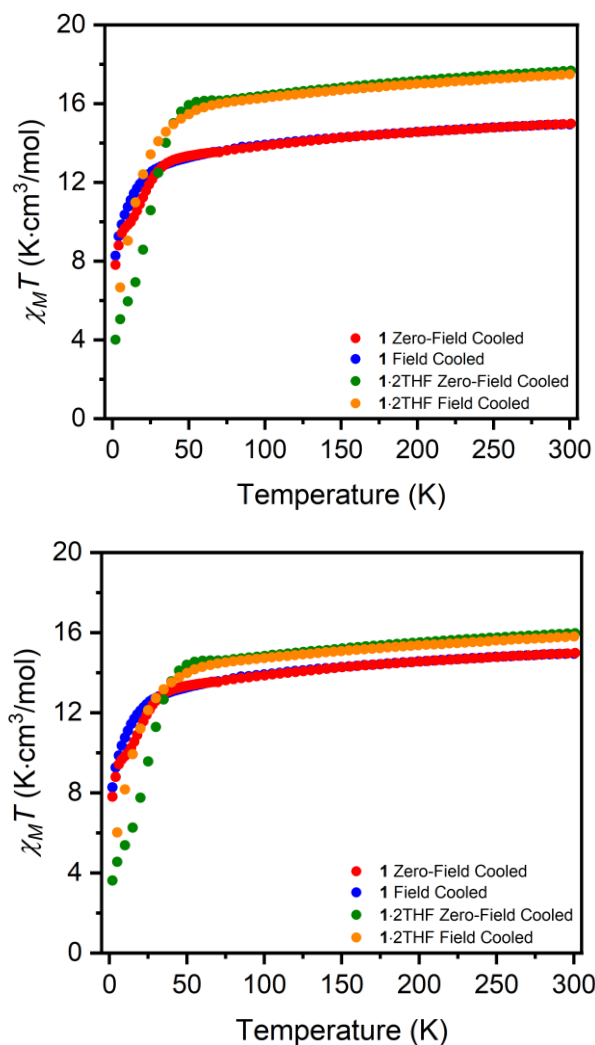 20
16
12
8
4
0
χ_MT (K·cm³/mol)
1 Zero-Field Cooled
1 Field Cooled
1·2THF Zero-Field Cooled
1·2THF Field Cooled
0 50 100 150 200 250 300
Temperature (K)
20
16
12
8
4
0
χ_MT (K·cm³/mol)
1 Zero-Field Cooled
1 Field Cooled
1·2THF Zero-Field Cooled
1·2THF Field Cooled
0 50 100 150 200 250 300
Temperature (K)